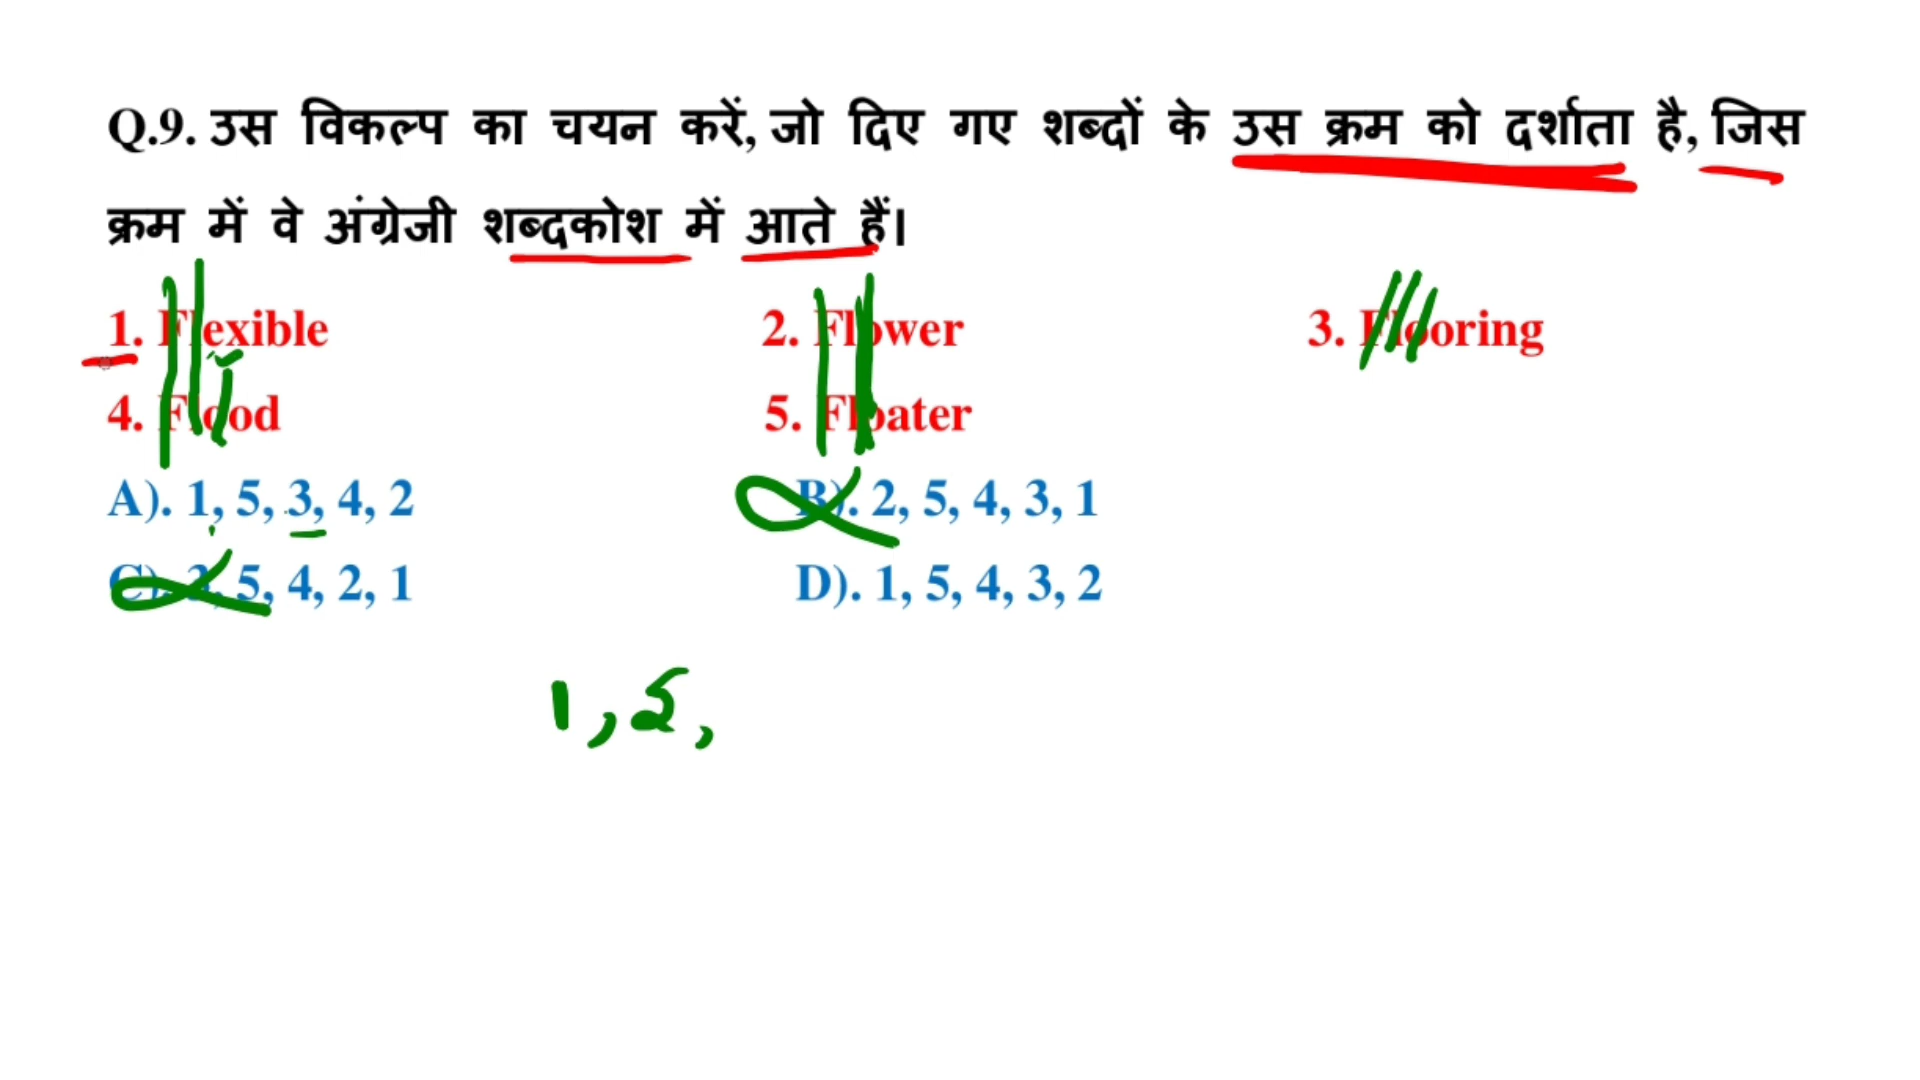 Q.9. उस विकल्प का चयन करें, जो दिए गए शब्दों के उस क्रम को दर्शाता है, जिस
क्रम में वे अंग्रेजी शब्दकोश में आते हैं।
1. Flexible 2. Flower 3. Flooring
4. Flood 5. Floater
A). 1, 5, 3, 4, 2 B). 2, 5, 4, 3, 1
C). 3, 5, 4, 2, 1 D). 1, 5, 4, 3, 2
1, 5,